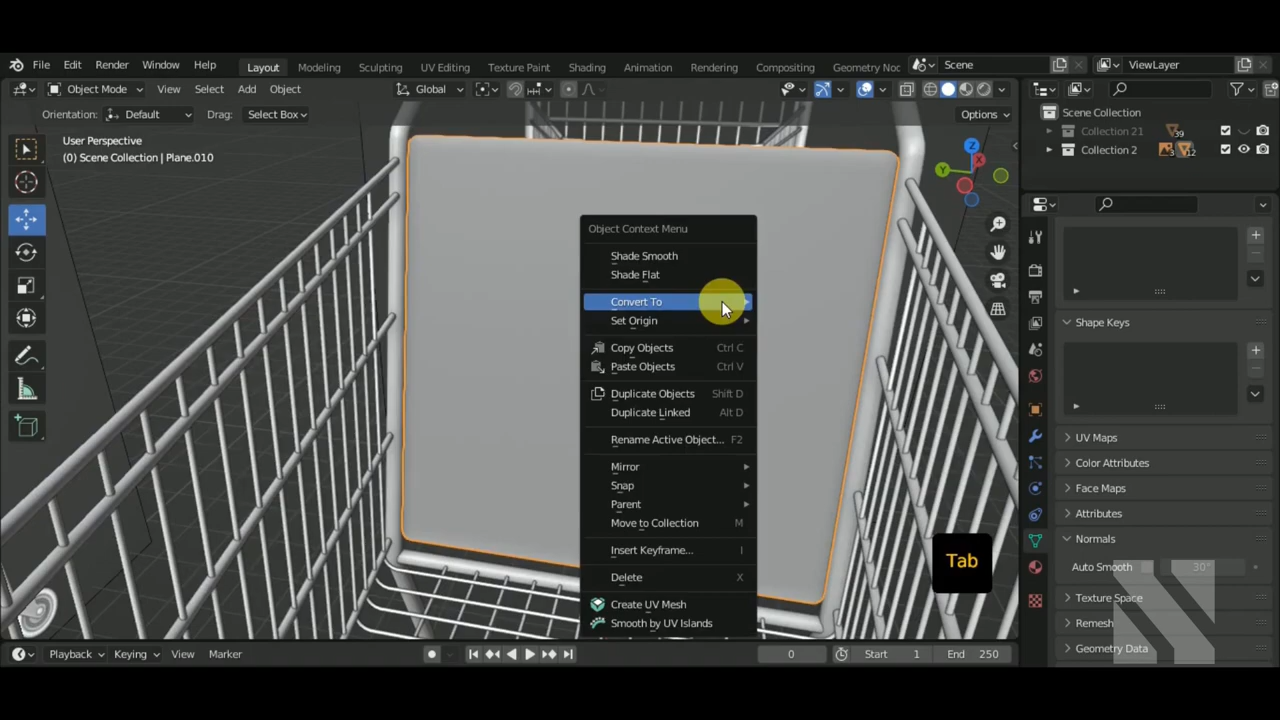 File Edit Render Window Help Layout Modeling Sculpting UV Editing Texture Paint Shading Animation Rendering Compositing Geometry Noc Scene ViewLayer
Object Mode View Select Add Object Global
Orientation: Default Drag: Select Box Options
User Perspective
(0) Scene Collection | Plane.010
Z
X
Y
Scene Collection
Collection 21 39
Collection 2 3 12
Object Context Menu
Shade Smooth
Shade Flat
Convert To
Set Origin
Copy Objects Ctrl C
Paste Objects Ctrl V
Duplicate Objects Shift D
Duplicate Linked Alt D
Rename Active Object... F2
Mirror
Snap
Parent
Move to Collection M
Insert Keyframe... I
Delete X
Create UV Mesh
Smooth by UV Islands
Tab
Shape Keys
UV Maps
Color Attributes
Face Maps
Attributes
Normals
Auto Smooth 30°
Texture Space
Remesh
Geometry Data
Playback Keying View Marker 0 Start 1 End 250